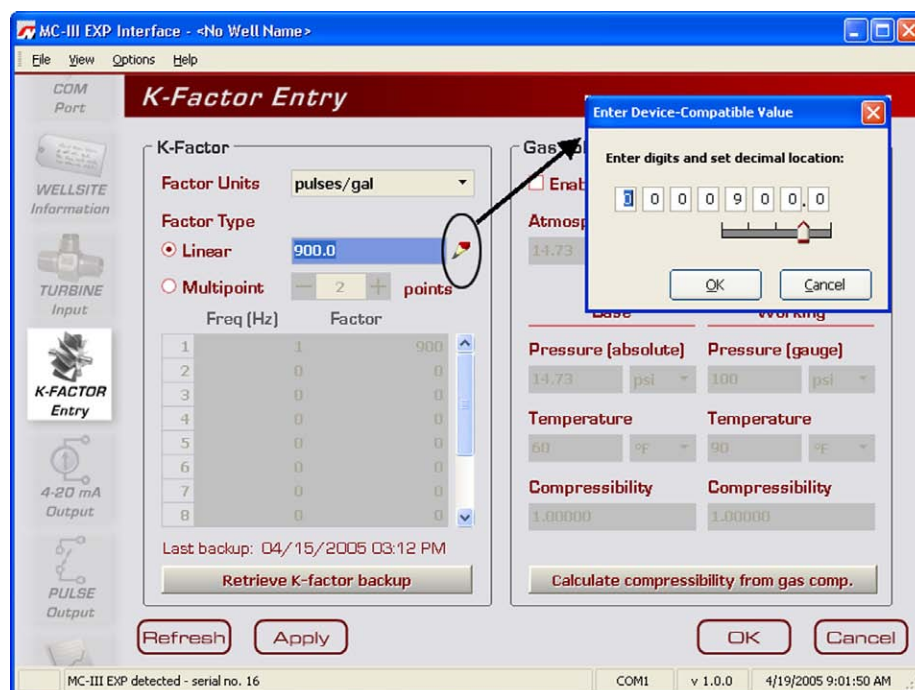 MC-III EXP Interface - <No Well Name>
File View Options Help
COM
Port
WELLSITE
Information
TURBINE
Input
K-FACTOR
Entry
4-20 mA
Output
PULSE
Output
K-Factor Entry
K-Factor
Factor Units pulses/gal
Factor Type
Linear 900.0
Multipoint 2 points
Freq (Hz) Factor
1 1 900
2 0 0
3 0 0
4 0 0
5 0 0
6 0 0
7 0 0
8 0 0
Last backup: 04/15/2005 03:12 PM
Retrieve K-factor backup
Gas
Enab
Atmosp
14.73
Enter Device-Compatible Value
Enter digits and set decimal location:
0 0 0 0 9 0 0.0
OK Cancel
Base Working
Pressure (absolute) Pressure (gauge)
14.73 psi 100 psi
Temperature Temperature
60 °F 90 °F
Compressibility Compressibility
1.00000 1.00000
Calculate compressibility from gas comp.
Refresh Apply OK Cancel
MC-III EXP detected - serial no. 16 COM1 v 1.0.0 4/19/2005 9:01:50 AM